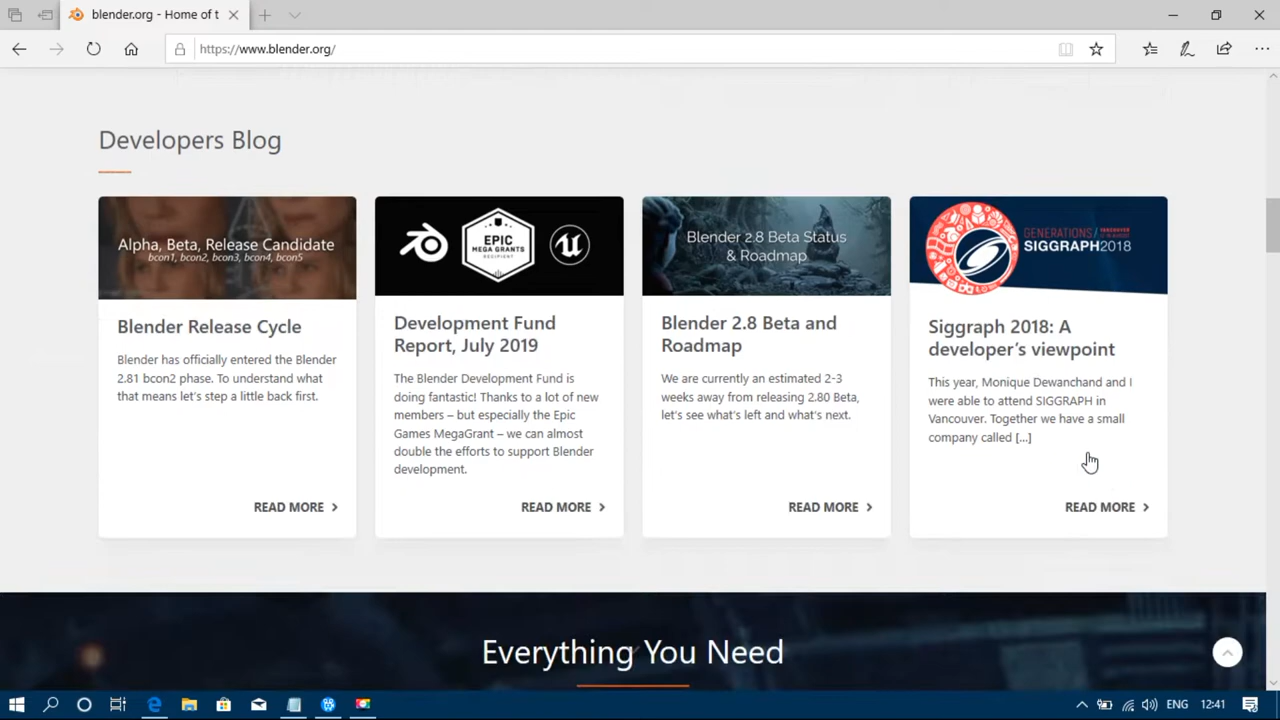 blender.org - Home of t
https://www.blender.org/
Developers Blog
Alpha, Beta, Release Candidate
bcon1, bcon2, bcon3, bcon4, bcon5
Blender Release Cycle
Blender has officially entered the Blender
2.81 bcon2 phase. To understand what
that means let's step a little back first.
READ MORE
EPIC
MEGA GRANTS
RECIPIENT
Development Fund
Report, July 2019
The Blender Development Fund is
doing fantastic! Thanks to a lot of new
members – but especially the Epic
Games MegaGrant – we can almost
double the efforts to support Blender
development.
READ MORE
Blender 2.8 Beta Status
& Roadmap
Blender 2.8 Beta and
Roadmap
We are currently an estimated 2-3
weeks away from releasing 2.80 Beta,
let's see what's left and what's next.
READ MORE
GENERATIONS/
SIGGRAPH2018
Siggraph 2018: A
developer's viewpoint
This year, Monique Dewanchand and I
were able to attend SIGGRAPH in
Vancouver. Together we have a small
company called [...]
READ MORE
Everything You Need
ENG
12:41